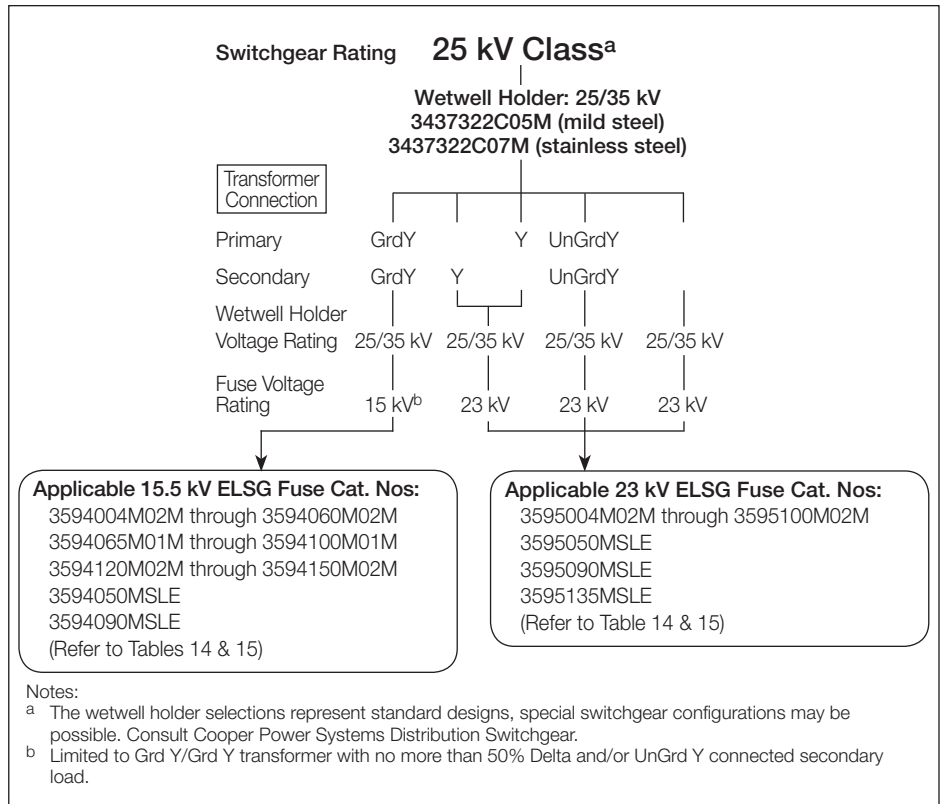 Switchgear Rating 25 kV Classᵃ
Wetwell Holder: 25/35 kV
3437322C05M (mild steel)
3437322C07M (stainless steel)
Transformer
Connection
Primary GrdY Y UnGrdY
Secondary GrdY Y UnGrdY
Wetwell Holder
Voltage Rating 25/35 kV 25/35 kV 25/35 kV 25/35 kV
Fuse Voltage
Rating 15 kVᵇ 23 kV 23 kV 23 kV
Applicable 15.5 kV ELSG Fuse Cat. Nos:
3594004M02M through 3594060M02M
3594065M01M through 3594100M01M
3594120M02M through 3594150M02M
3594050MSLE
3594090MSLE
(Refer to Tables 14 & 15)
Applicable 23 kV ELSG Fuse Cat. Nos:
3595004M02M through 3595100M02M
3595050MSLE
3595090MSLE
3595135MSLE
(Refer to Table 14 & 15)
Notes:
a The wetwell holder selections represent standard designs, special switchgear configurations may be
possible. Consult Cooper Power Systems Distribution Switchgear.
b Limited to Grd Y/Grd Y transformer with no more than 50% Delta and/or UnGrd Y connected secondary
load.